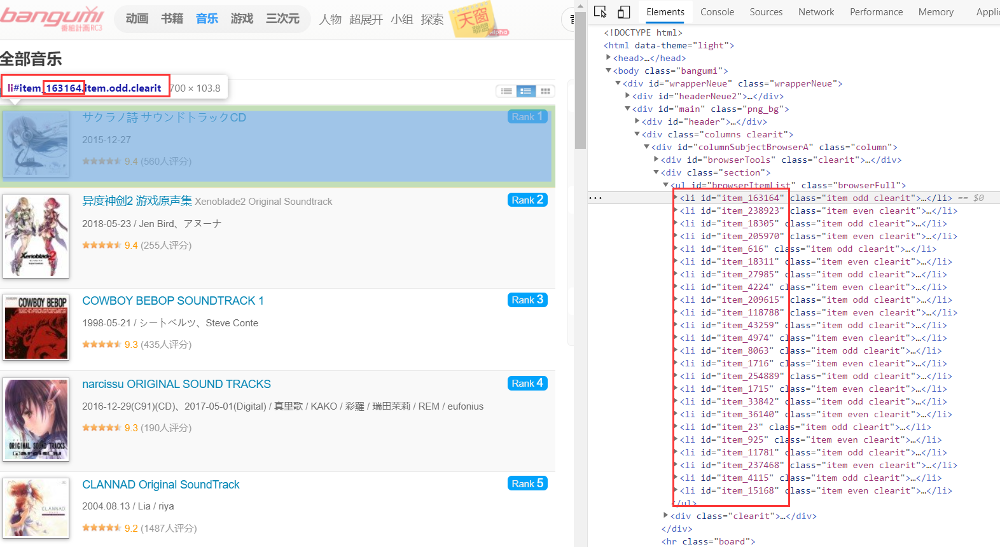 bangumi
番組計画RC3
动画 书籍 音乐 游戏 三次元
人物 超展开 小组 探索
天窗
联盟
alpha
全部音乐
li#item_163164.item.odd.clearit 700 × 103.8
サクラノ詩 サウンドトラックCD
Rank 1
2015-12-27
9.4 (560人评分)
异度神剑2 游戏原声集 Xenoblade2 Original Soundtrack
Rank 2
2018-05-23 / Jen Bird、アヌーナ
9.4 (255人评分)
Xenoblade2
COWBOY BEBOP SOUNDTRACK 1
Rank 3
1998-05-21 / シートベルツ、Steve Conte
9.3 (435人评分)
COWBOY BEBOP
narcissu ORIGINAL SOUND TRACKS
Rank 4
2016-12-29(C91)(CD)、2017-05-01(Digital) / 真里歌 / KAKO / 彩羅 / 瑞田茉莉 / REM / eufonius
9.3 (190人评分)
ORIGINAL SOUND TRACKS
narcissu
CLANNAD Original SoundTrack
Rank 5
2004.08.13 / Lia / riya
9.2 (1487人评分)
CLANNAD
Elements Console Sources Network Performance Memory Applic
<!DOCTYPE html>
<html data-theme="light">
<head>…</head>
<body class="bangumi">
<div id="wrapperNeue" class="wrapperNeue">
<div id="headerNeue2">…</div>
<div id="main" class="png_bg">
<div id="header">…</div>
<div class="columns clearit">
<div id="columnSubjectBrowserA" class="column">
<div id="browserTools" class="clearit">…</div>
<div class="section">
<ul id="browserItemList" class="browserFull">
<li id="item_163164" class="item odd clearit">…</li> == $0
<li id="item_238923" class="item even clearit">…</li>
<li id="item_18305" class="item odd clearit">…</li>
<li id="item_205970" class="item even clearit">…</li>
<li id="item_616" class="item odd clearit">…</li>
<li id="item_18311" class="item even clearit">…</li>
<li id="item_27985" class="item odd clearit">…</li>
<li id="item_4224" class="item even clearit">…</li>
<li id="item_209615" class="item odd clearit">…</li>
<li id="item_118788" class="item even clearit">…</li>
<li id="item_43259" class="item odd clearit">…</li>
<li id="item_4974" class="item even clearit">…</li>
<li id="item_8063" class="item odd clearit">…</li>
<li id="item_1716" class="item even clearit">…</li>
<li id="item_254889" class="item odd clearit">…</li>
<li id="item_1715" class="item even clearit">…</li>
<li id="item_33842" class="item odd clearit">…</li>
<li id="item_36140" class="item even clearit">…</li>
<li id="item_23" class="item odd clearit">…</li>
<li id="item_925" class="item even clearit">…</li>
<li id="item_11781" class="item odd clearit">…</li>
<li id="item_237468" class="item even clearit">…</li>
<li id="item_4115" class="item odd clearit">…</li>
<li id="item_15168" class="item even clearit">…</li>
</ul>
<div class="clearit">…</div>
</div>
<hr class="board">